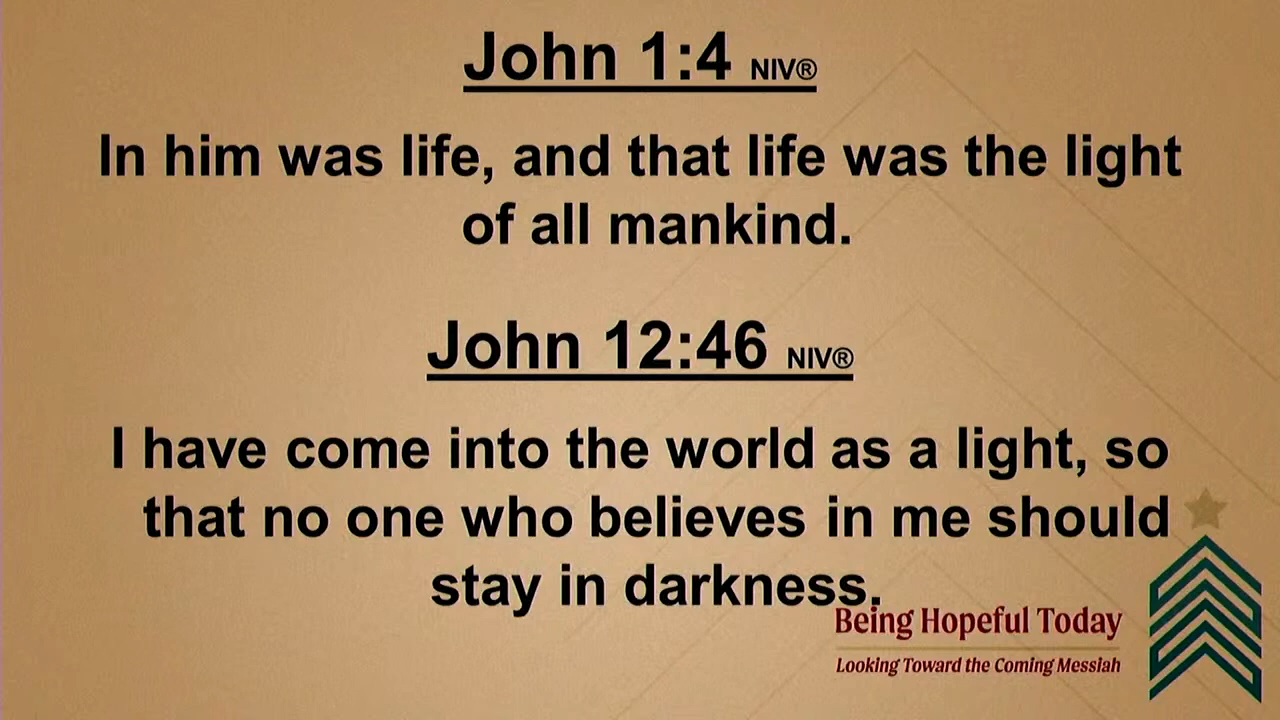 John 1:4 NIV®
In him was life, and that life was the light
of all mankind.
John 12:46 NIV®
I have come into the world as a light, so
that no one who believes in me should
stay in darkness.
Being Hopeful Today
Looking Toward the Coming Messiah